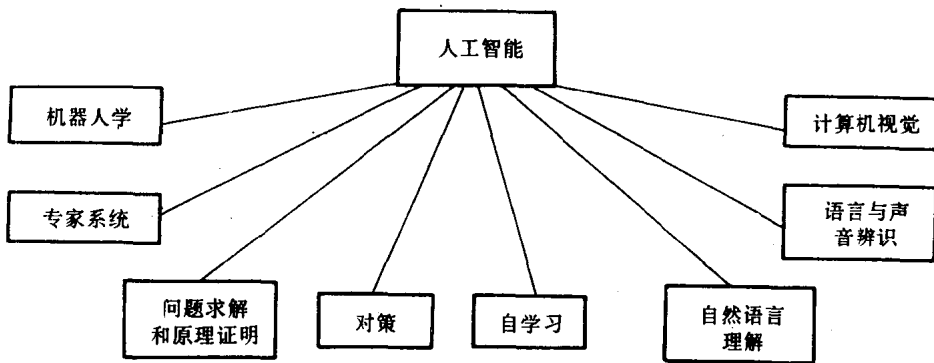 人工智能
机器人学
计算机视觉
专家系统
语言与声
音辨识
问题求解
和原理证明
对策
自学习
自然语言
理解